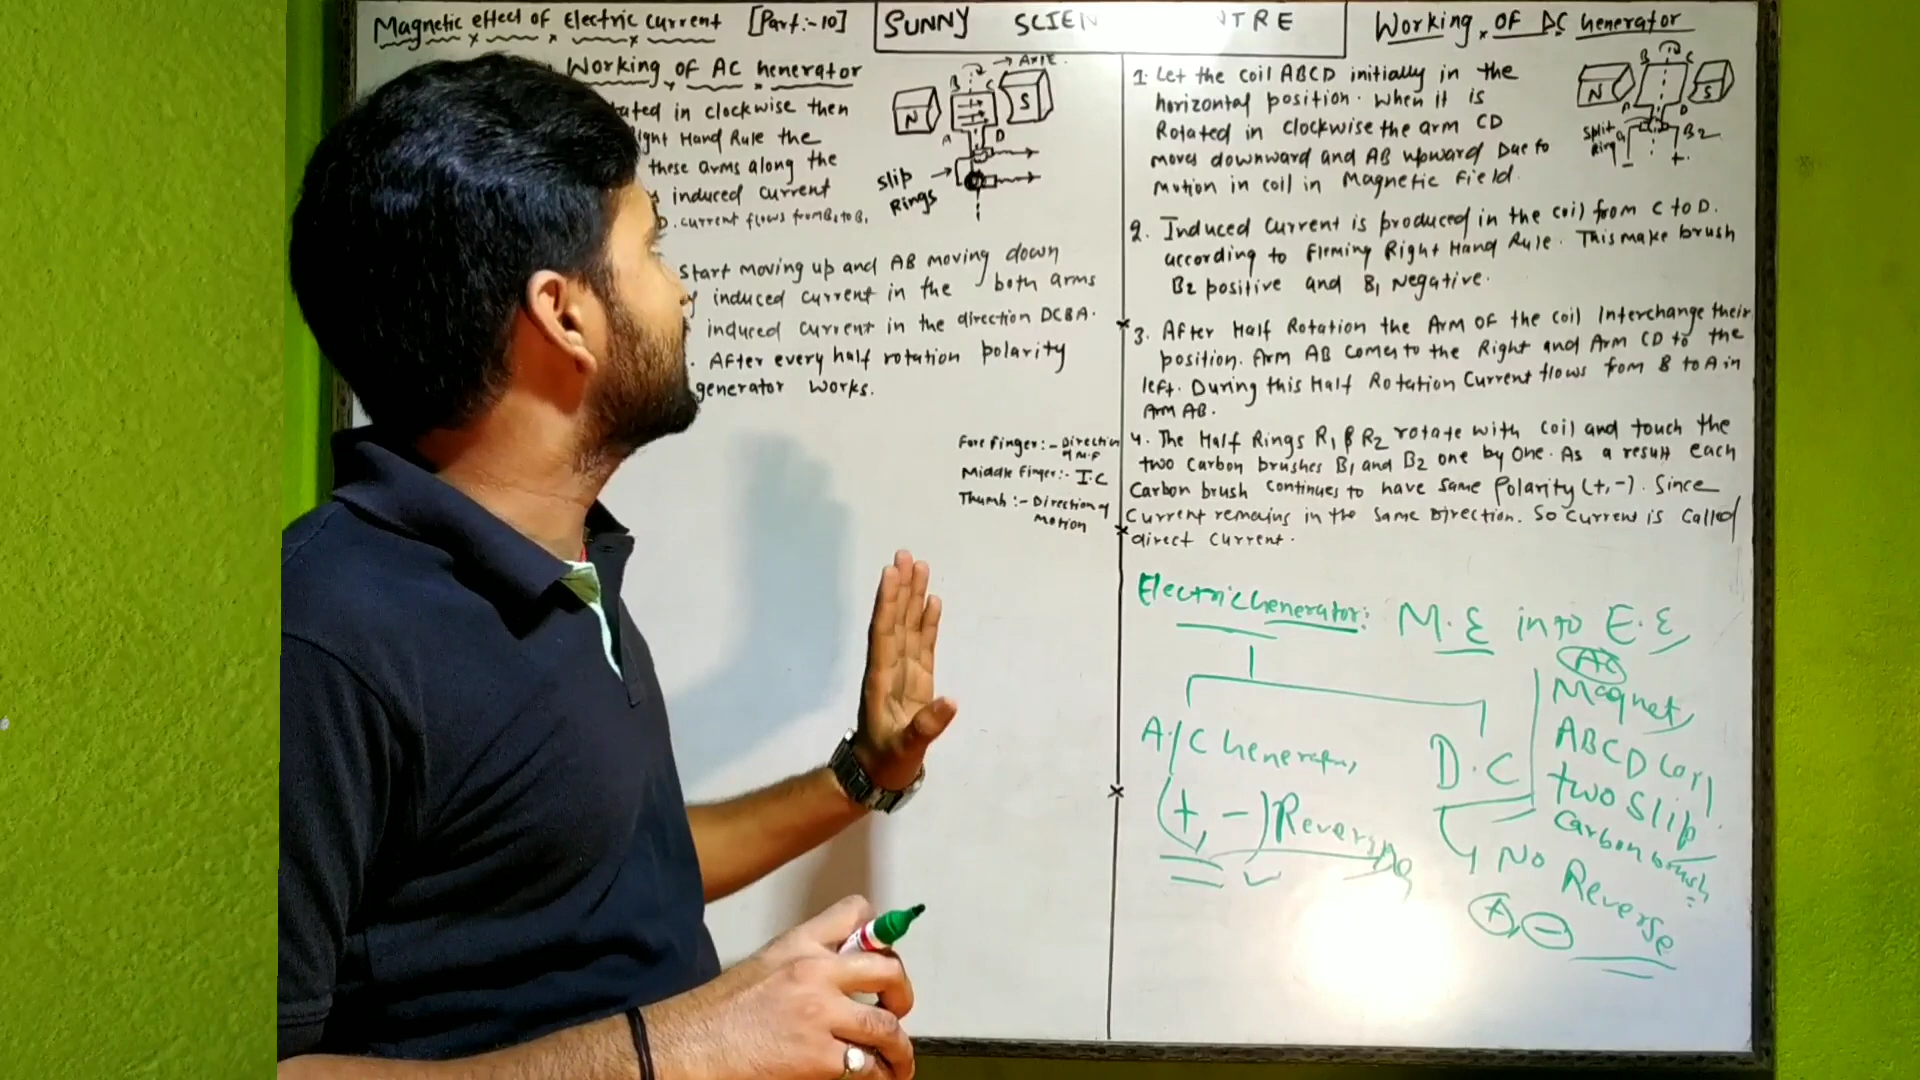 Magnetic effect of Electric current [Part:-10]
SUNNY SCIEN TRE
Working of AC Generator
ated in clockwise then
ight Hand Rule the
these arms along the
induced current
D. current flows from B2 to B1
AXLE.
B C
N S
A D
Slip
Rings
Start moving up and AB moving down
induced current in the both arms
induced current in the direction DCBA.
. After every half rotation polarity
generator works.
Fore Finger:- Direction
of M.F
Middle Finger:- I.C
Thumb:- Direction of
Motion
Working of DC Generator
1. Let the coil ABCD initially in the
horizontal position. when it is
Rotated in clockwise the arm CD
moves downward and AB upward Due to
motion in coil in Magnetic Field.
B C
N S
A D
Split
Ring
B2
- +
2. Induced current is produced in the coil from C to D.
according to Fleming Right Hand Rule. This make brush
B2 positive and B1 Negative.
3. After Half Rotation the Arm of the coil Interchange their
position. Arm AB comes to the Right and Arm CD to the
left. During this Half Rotation Current flows from B to A in
Arm AB.
4. The Half Rings R1 & R2 rotate with coil and touch the
two carbon brushes B1 and B2 one by one. As a result each
Carbon brush continues to have same Polarity (+,-). Since
Current remains in the same Direction. So current is called
direct current.
Electric Generator: M.E into E.E
A/C Generator
(+, -) Reversing
D.C
No Reverse
+ -
AC
Magnet
ABCD Coil
two Slip
Carbon brush